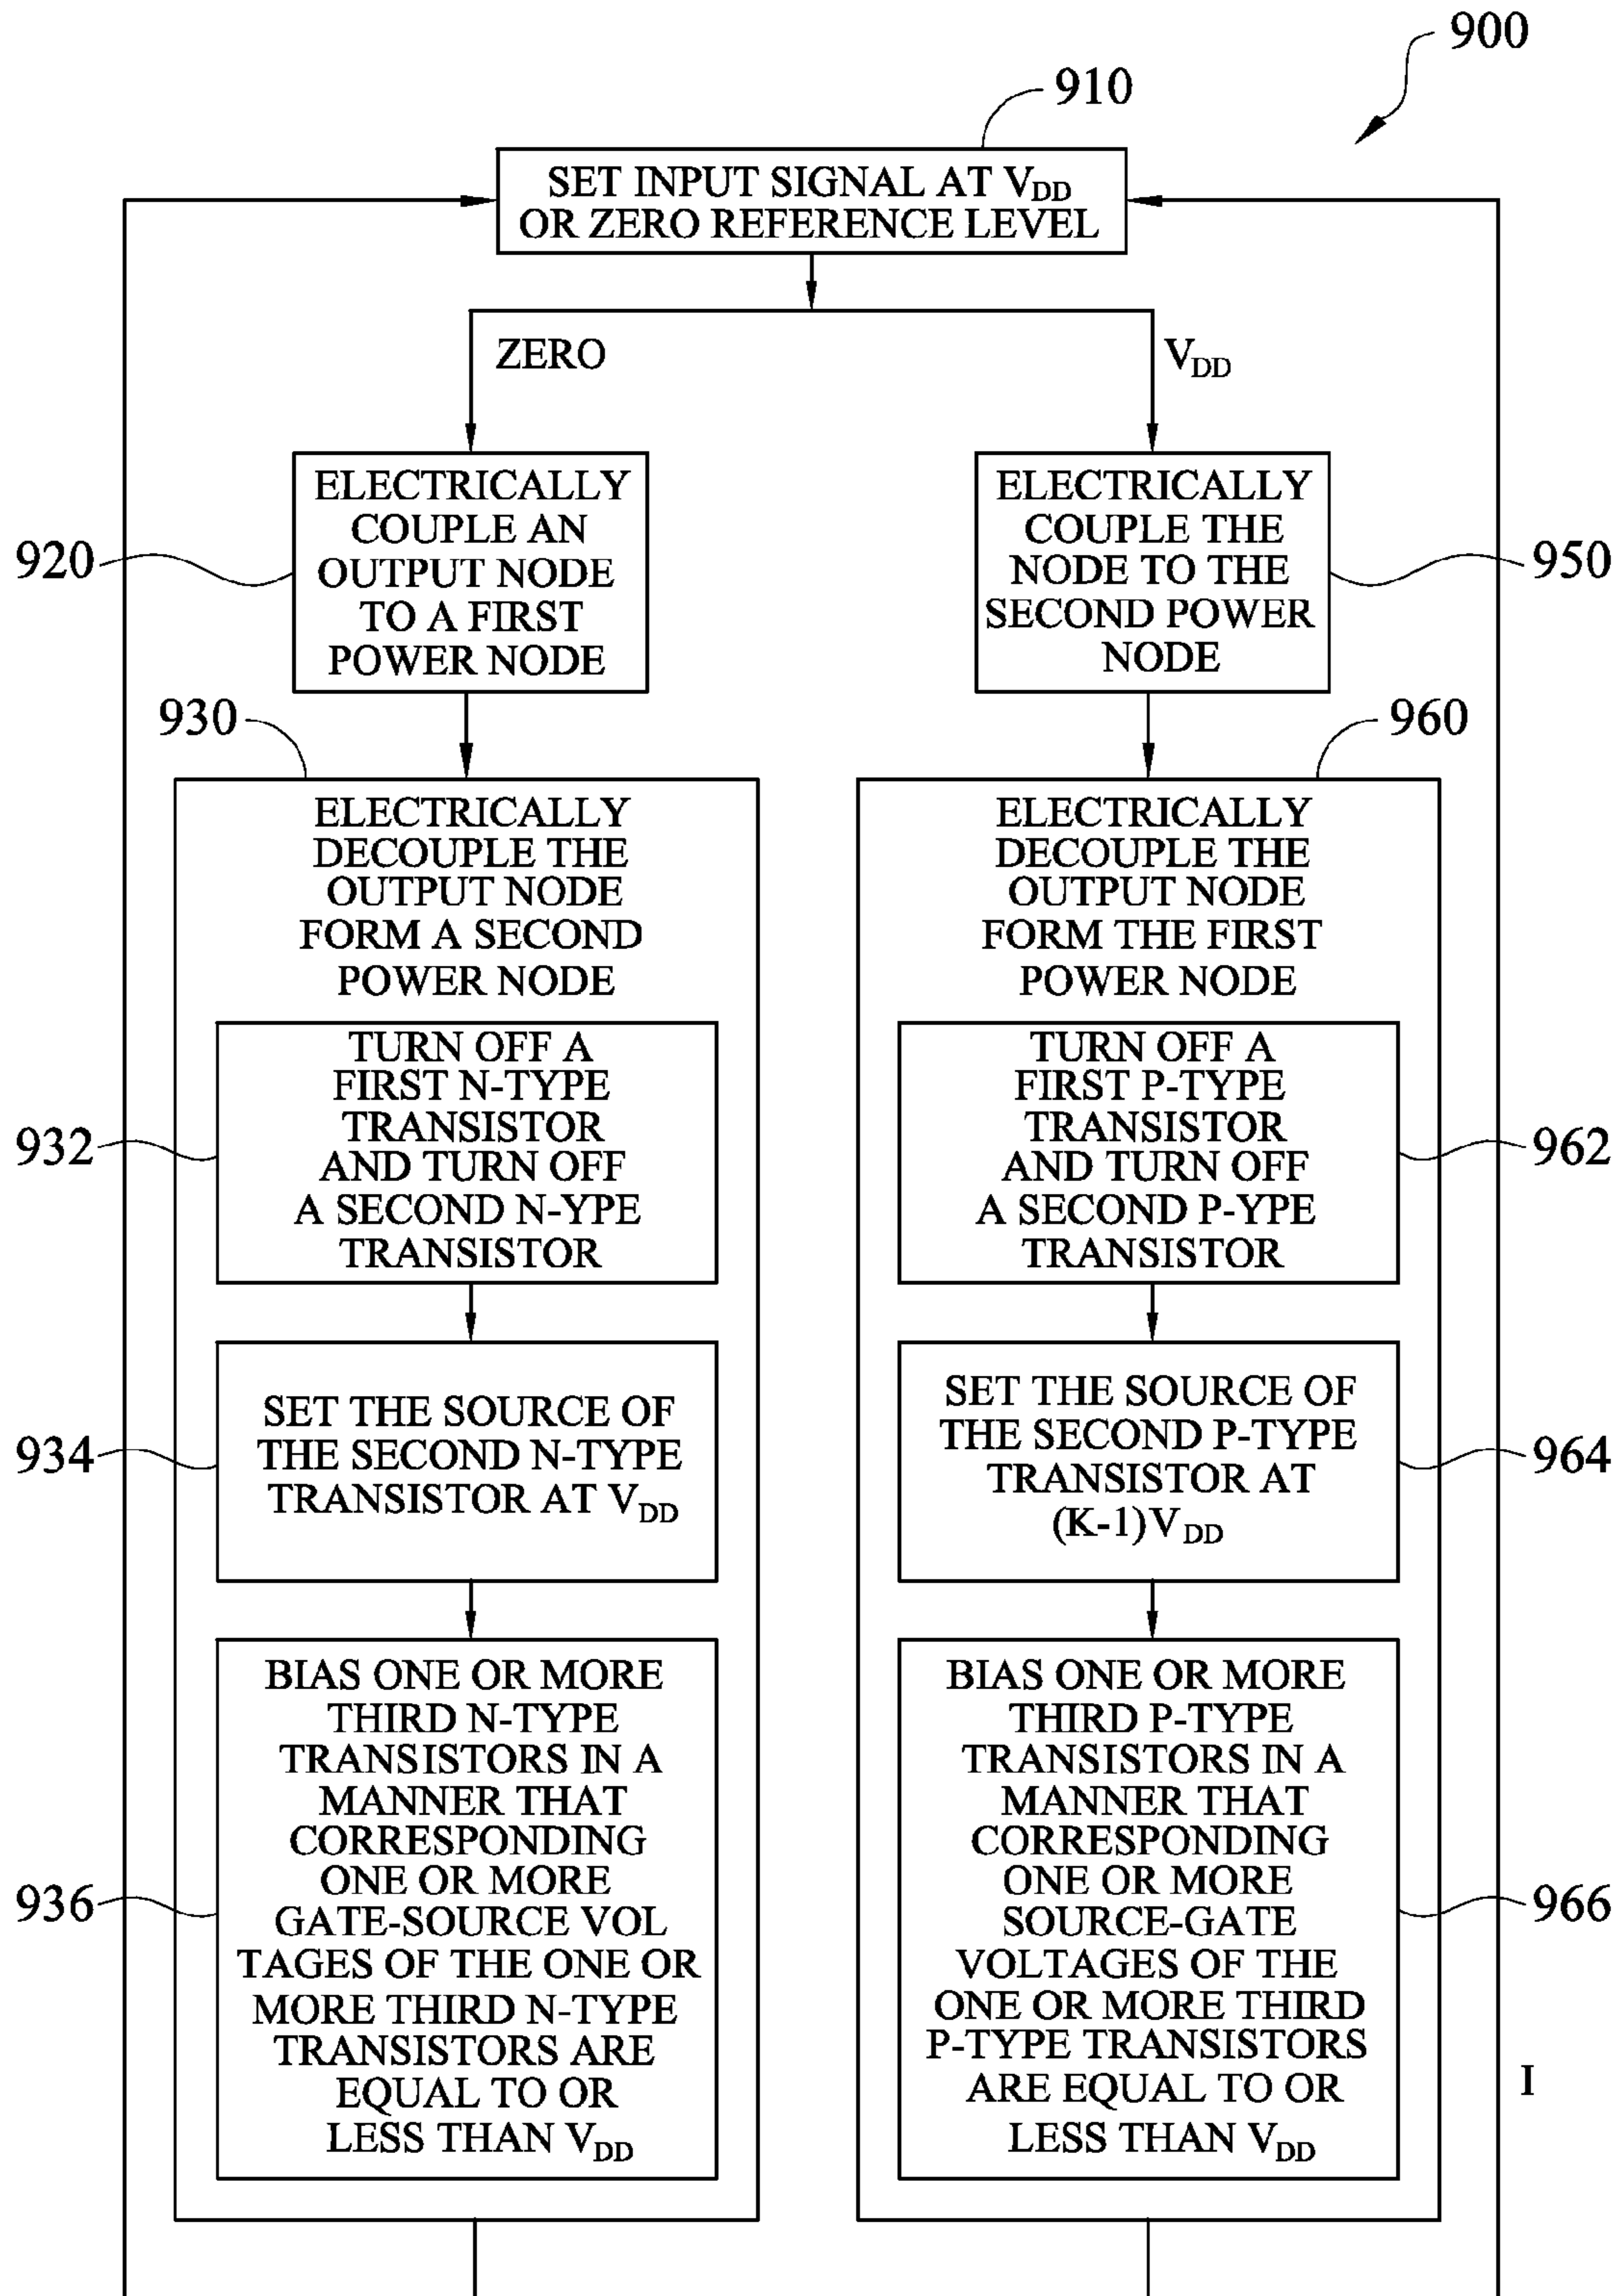 900
910
SET INPUT SIGNAL AT VDD
OR ZERO REFERENCE LEVEL
ZERO
VDD
920
ELECTRICALLY
COUPLE AN
OUTPUT NODE
TO A FIRST
POWER NODE
ELECTRICALLY
COUPLE THE
NODE TO THE
SECOND POWER
NODE
950
930
ELECTRICALLY
DECOUPLE THE
OUTPUT NODE
FORM A SECOND
POWER NODE
932
TURN OFF A
FIRST N-TYPE
TRANSISTOR
AND TURN OFF
A SECOND N-YPE
TRANSISTOR
934
SET THE SOURCE OF
THE SECOND N-TYPE
TRANSISTOR AT VDD
936
BIAS ONE OR MORE
THIRD N-TYPE
TRANSISTORS IN A
MANNER THAT
CORRESPONDING
ONE OR MORE
GATE-SOURCE VOL
TAGES OF THE ONE OR
MORE THIRD N-TYPE
TRANSISTORS ARE
EQUAL TO OR
LESS THAN VDD
960
ELECTRICALLY
DECOUPLE THE
OUTPUT NODE
FORM THE FIRST
POWER NODE
TURN OFF A
FIRST P-TYPE
TRANSISTOR
AND TURN OFF
A SECOND P-YPE
TRANSISTOR
962
SET THE SOURCE OF
THE SECOND P-TYPE
TRANSISTOR AT
(K-1)VDD
964
BIAS ONE OR MORE
THIRD P-TYPE
TRANSISTORS IN A
MANNER THAT
CORRESPONDING
ONE OR MORE
SOURCE-GATE
VOLTAGES OF THE
ONE OR MORE THIRD
P-TYPE TRANSISTORS
ARE EQUAL TO OR
LESS THAN VDD
966
I